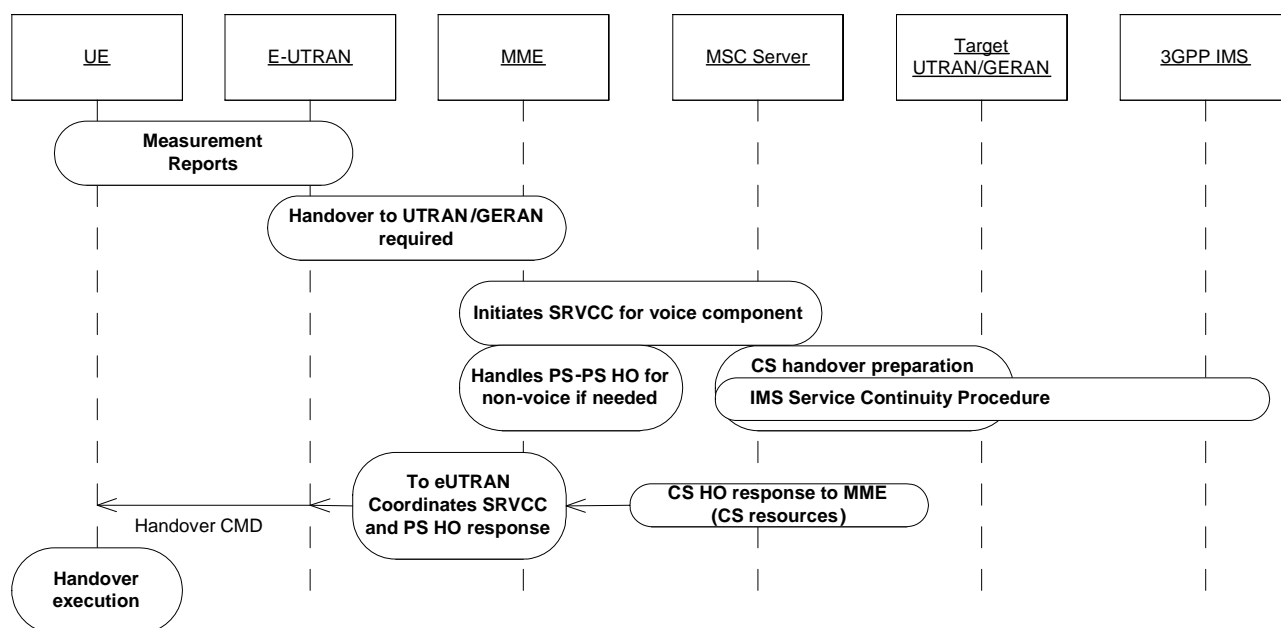 UE
E-UTRAN
MME
MSC Server
Target
UTRAN/GERAN
3GPP IMS
Measurement
Reports
Handover to UTRAN/GERAN
required
Initiates SRVCC for voice component
Handles PS-PS HO for
non-voice if needed
CS handover preparation
IMS Service Continuity Procedure
To eUTRAN
Coordinates SRVCC
and PS HO response
CS HO response to MME
(CS resources)
Handover CMD
Handover
execution